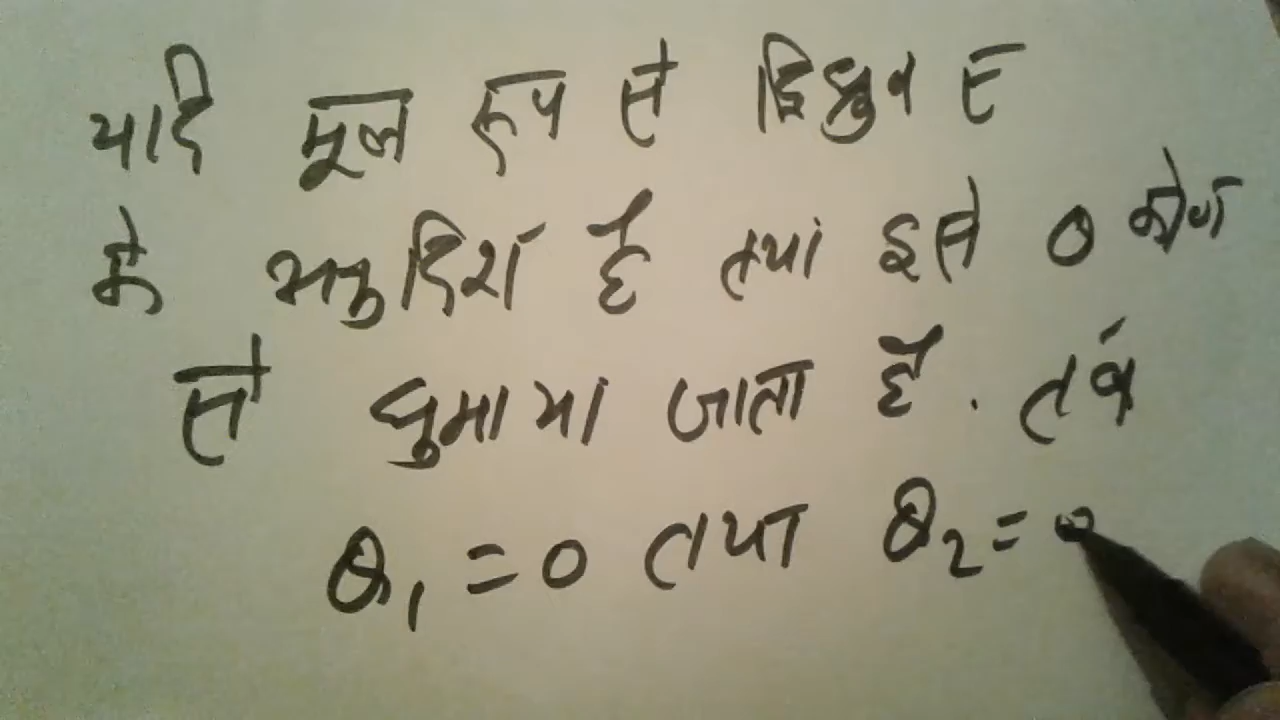 यदि मूल रूप से द्विध्रुव E
के अनुदिश है तथा इसे θ कोण
से घुमाया जाता है . तब
θ₁ = 0 तथा θ₂ =